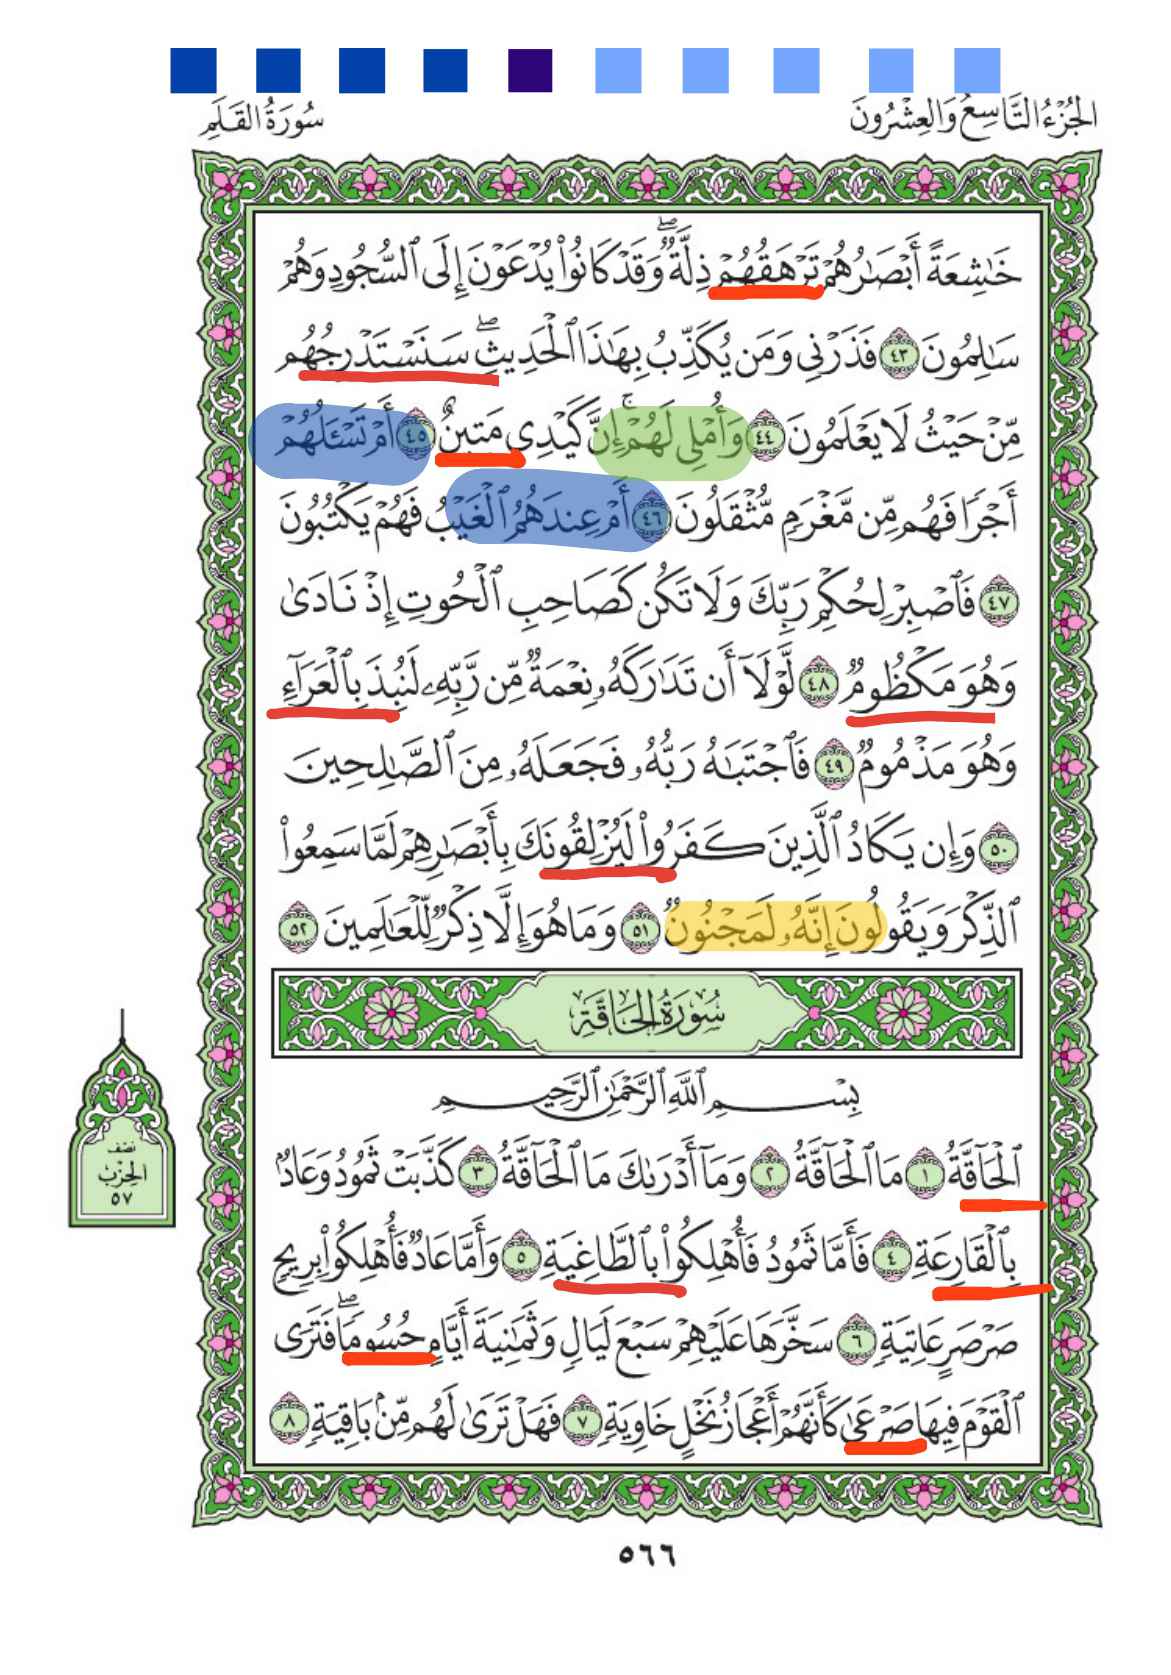 الجُزْءُ التَّاسِعُ وَالعِشْرُونَ
سُورَةُ القَلَمِ
خَٰشِعَةً أَبْصَٰرُهُمْ تَرْهَقُهُمْ ذِلَّةٌۖ وَقَدْ كَانُوا۟ يُدْعَوْنَ إِلَى ٱلسُّجُودِ وَهُمْ
سَٰلِمُونَ ٤٣ فَذَرْنِى وَمَن يُكَذِّبُ بِهَٰذَا ٱلْحَدِيثِۖ سَنَسْتَدْرِجُهُم
مِّنْ حَيْثُ لَا يَعْلَمُونَ ٤٤ وَأُمْلِى لَهُمْۚ إِنَّ كَيْدِى مَتِينٌ ٤٥ أَمْ تَسْـَٔلُهُمْ
أَجْرًا فَهُم مِّن مَّغْرَمٍ مُّثْقَلُونَ ٤٦ أَمْ عِندَهُمُ ٱلْغَيْبُ فَهُمْ يَكْتُبُونَ
٤٧ فَٱصْبِرْ لِحُكْمِ رَبِّكَ وَلَا تَكُن كَصَاحِبِ ٱلْحُوتِ إِذْ نَادَىٰ
وَهُوَ مَكْظُومٌ ٤٨ لَّوْلَآ أَن تَدَٰرَكَهُۥ نِعْمَةٌ مِّن رَّبِّهِۦ لَنُبِذَ بِٱلْعَرَآءِ
وَهُوَ مَذْمُومٌ ٤٩ فَٱجْتَبَٰهُ رَبُّهُۥ فَجَعَلَهُۥ مِنَ ٱلصَّٰلِحِينَ
٥٠ وَإِن يَكَادُ ٱلَّذِينَ كَفَرُوا۟ لَيُزْلِقُونَكَ بِأَبْصَٰرِهِمْ لَمَّا سَمِعُوا۟
ٱلذِّكْرَ وَيَقُولُونَ إِنَّهُۥ لَمَجْنُونٌ ٥١ وَمَا هُوَ إِلَّا ذِكْرٌ لِّلْعَٰلَمِينَ ٥٢
سُورَةُ الحَاقَّةِ
بِسْمِ ٱللَّهِ ٱلرَّحْمَٰنِ ٱلرَّحِيمِ
ٱلْحَآقَّةُ ١ مَا ٱلْحَآقَّةُ ٢ وَمَآ أَدْرَىٰكَ مَا ٱلْحَآقَّةُ ٣ كَذَّبَتْ ثَمُودُ وَعَادٌۢ
بِٱلْقَارِعَةِ ٤ فَأَمَّا ثَمُودُ فَأُهْلِكُوا۟ بِٱلطَّاغِيَةِ ٥ وَأَمَّا عَادٌ فَأُهْلِكُوا۟ بِرِيحٍ
صَرْصَرٍ عَاتِيَةٍ ٦ سَخَّرَهَا عَلَيْهِمْ سَبْعَ لَيَالٍ وَثَمَٰنِيَةَ أَيَّامٍ حُسُومًاۖ فَتَرَى
ٱلْقَوْمَ فِيهَا صَرْعَىٰ كَأَنَّهُمْ أَعْجَازُ نَخْلٍ خَاوِيَةٍ ٧ فَهَلْ تَرَىٰ لَهُم مِّنۢ بَاقِيَةٍ ٨
نصف
الحزب
٥٧
٥٦٦